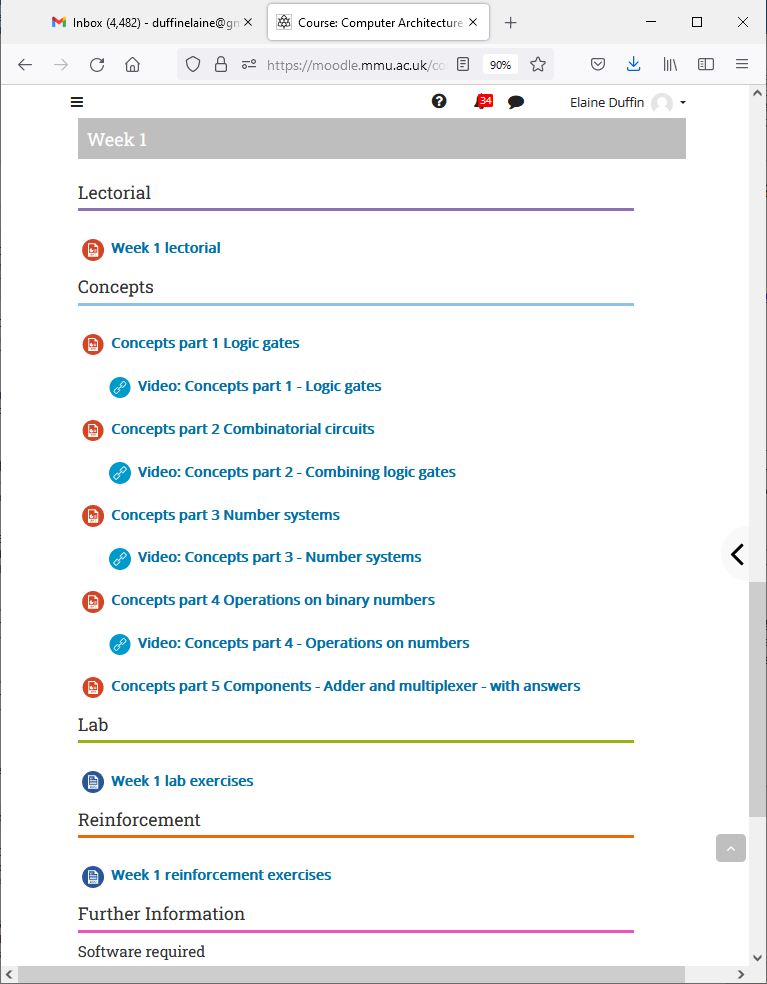 Inbox (4,482) - duffinelaine@gm
Course: Computer Architecture
https://moodle.mmu.ac.uk/co
90%
34
Elaine Duffin
Week 1
Lectorial
Week 1 lectorial
Concepts
Concepts part 1 Logic gates
Video: Concepts part 1 - Logic gates
Concepts part 2 Combinatorial circuits
Video: Concepts part 2 - Combining logic gates
Concepts part 3 Number systems
Video: Concepts part 3 - Number systems
Concepts part 4 Operations on binary numbers
Video: Concepts part 4 - Operations on numbers
Concepts part 5 Components - Adder and multiplexer - with answers
Lab
Week 1 lab exercises
Reinforcement
Week 1 reinforcement exercises
Further Information
Software required